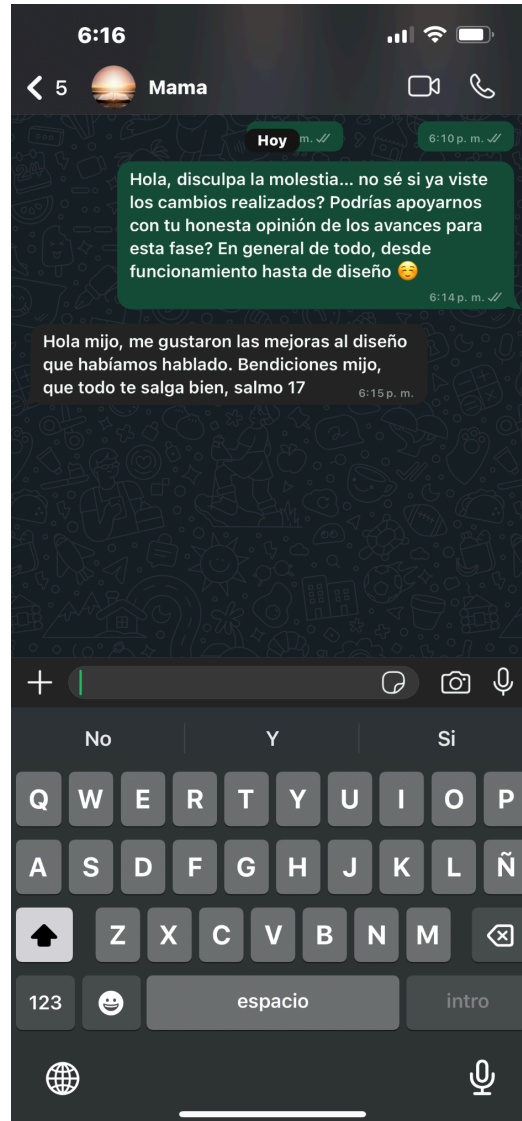 6:16
5
Mama
Hoy
m.
6:10 p. m.
Hola, disculpa la molestia... no sé si ya viste
los cambios realizados? Podrías apoyarnos
con tu honesta opinión de los avances para
esta fase? En general de todo, desde
funcionamiento hasta de diseño ☺️
6:14 p. m.
Hola mijo, me gustaron las mejoras al diseño
que habíamos hablado. Bendiciones mijo,
que todo te salga bien, salmo 17
6:15 p. m.
No Y Si
Q W E R T Y U I O P
A S D F G H J K L Ñ
Z X C V B N M
123 espacio intro